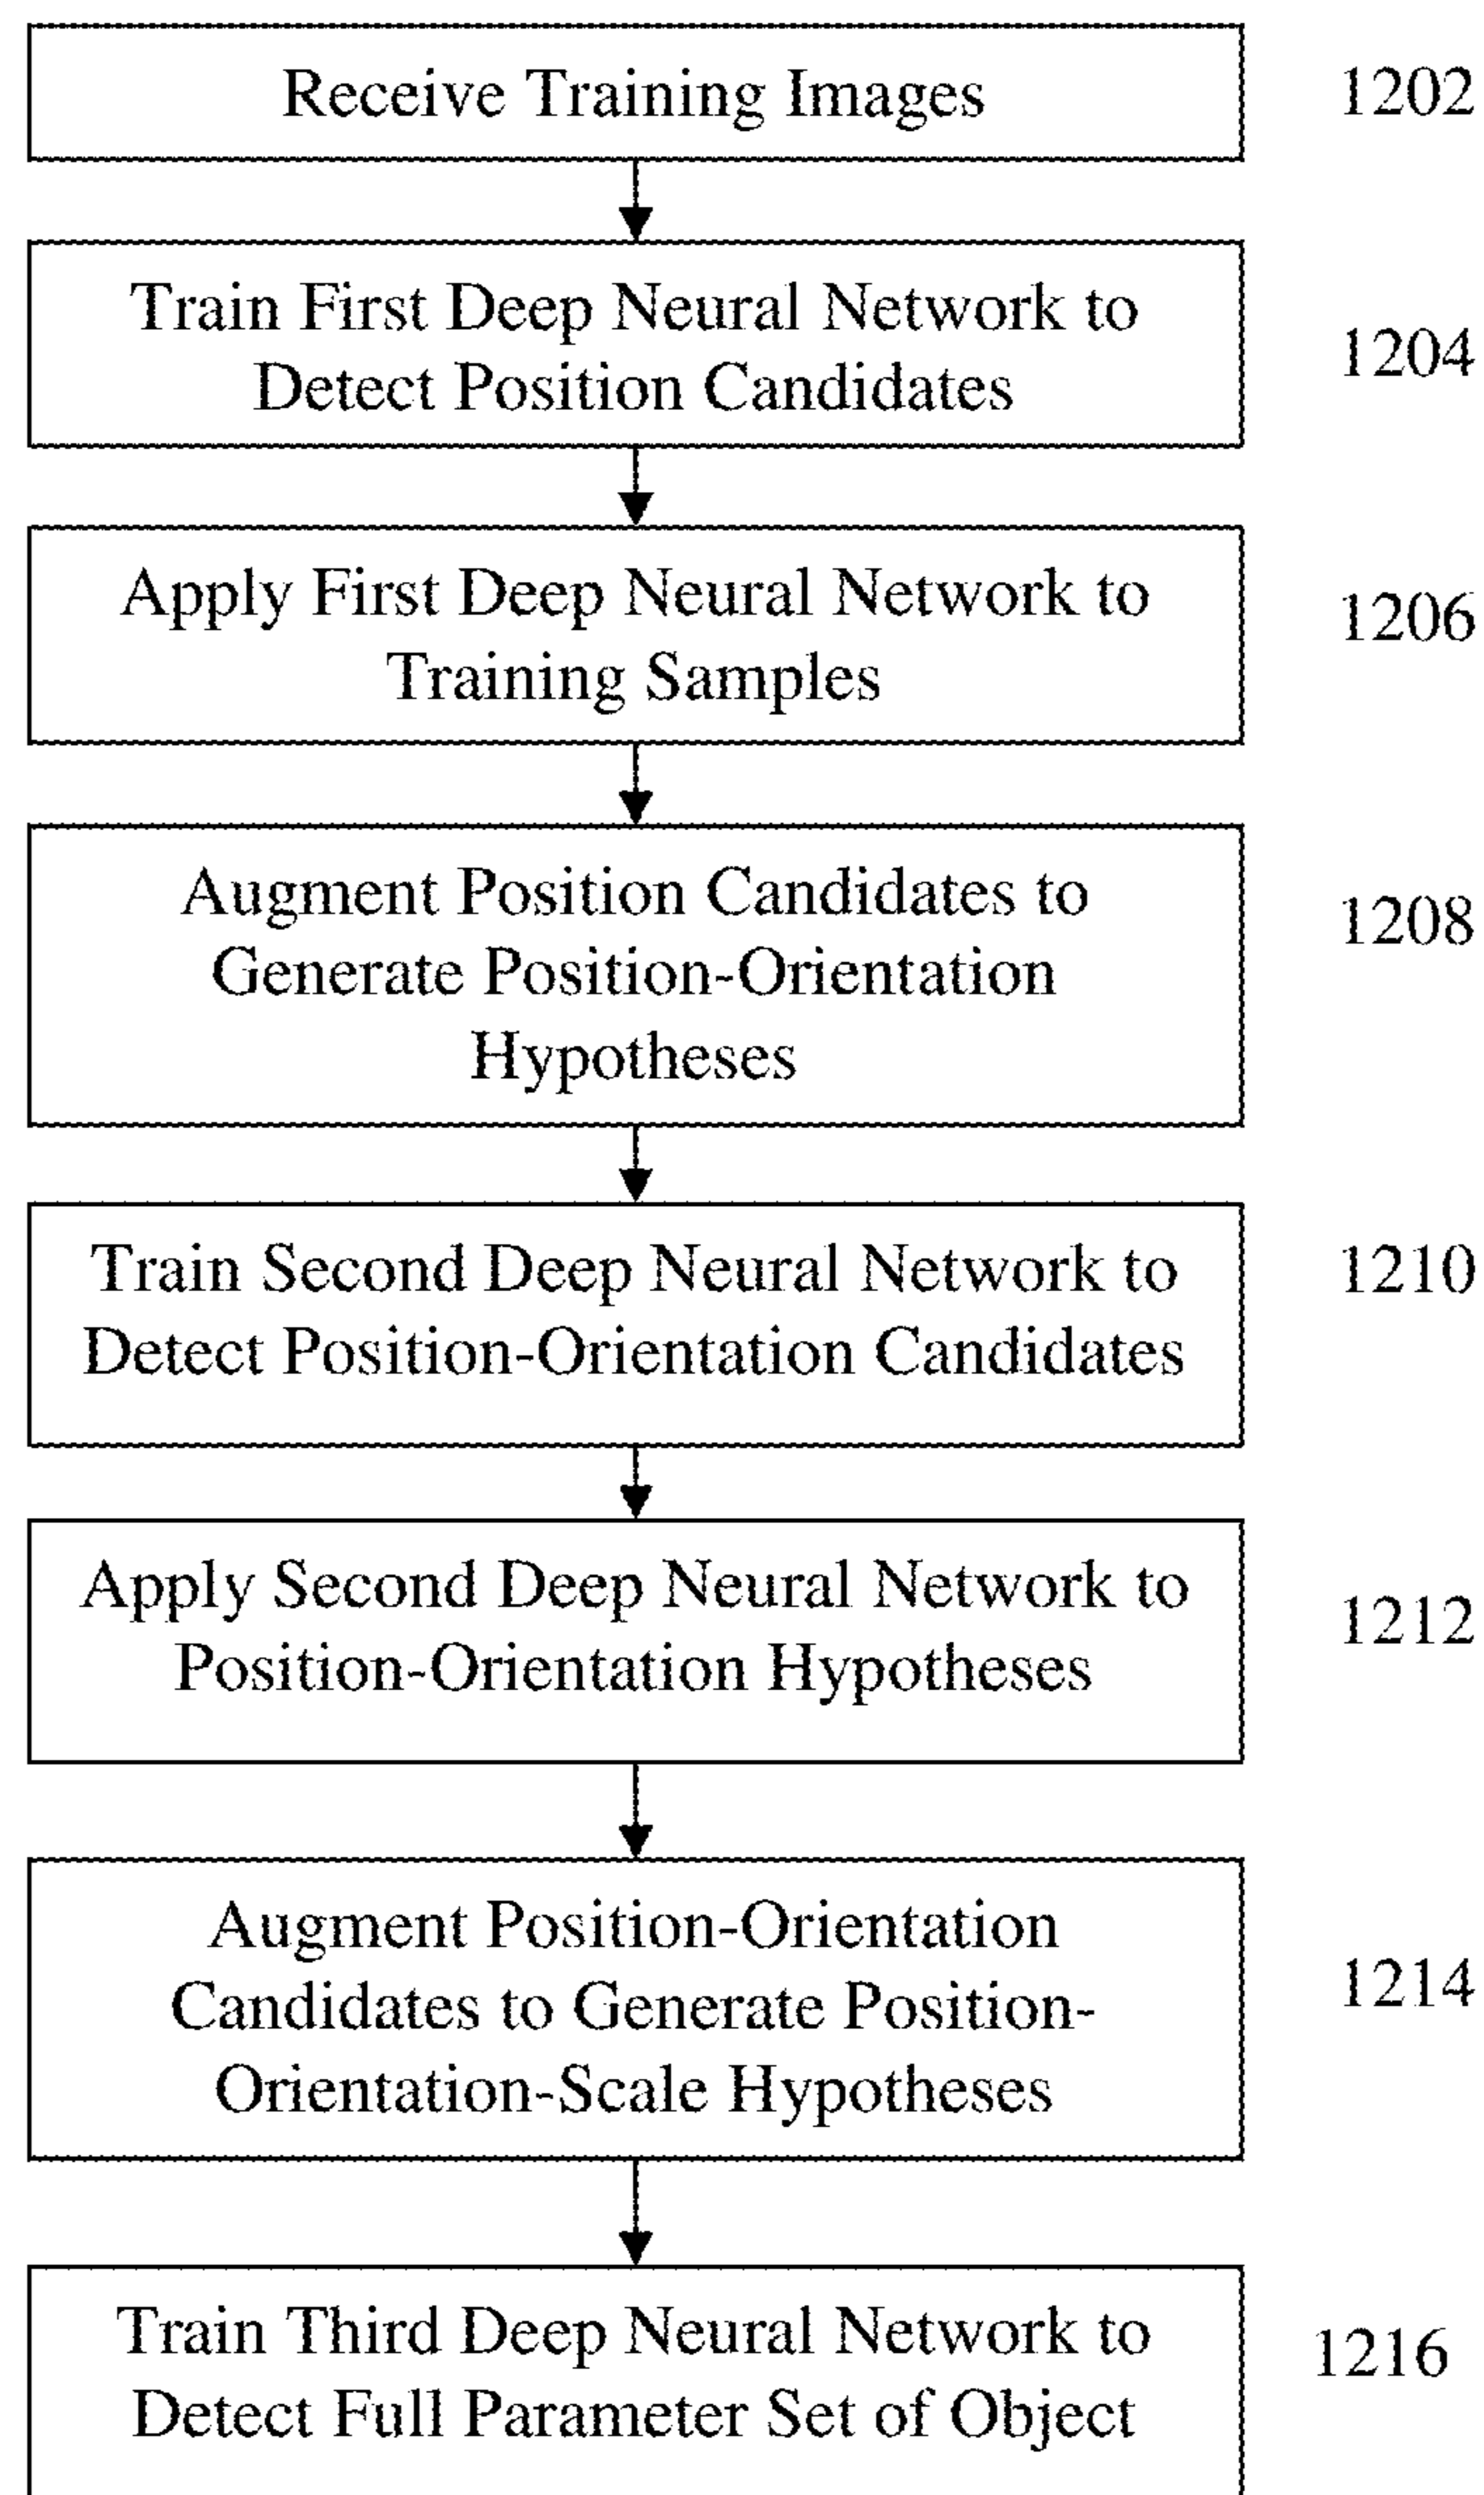 Receive Training Images
1202
Train First Deep Neural Network to
Detect Position Candidates
1204
Apply First Deep Neural Network to
Training Samples
1206
Augment Position Candidates to
Generate Position-Orientation
Hypotheses
1208
Train Second Deep Neural Network to
Detect Position-Orientation Candidates
1210
Apply Second Deep Neural Network to
Position-Orientation Hypotheses
1212
Augment Position-Orientation
Candidates to Generate Position-
Orientation-Scale Hypotheses
1214
Train Third Deep Neural Network to
Detect Full Parameter Set of Object
1216